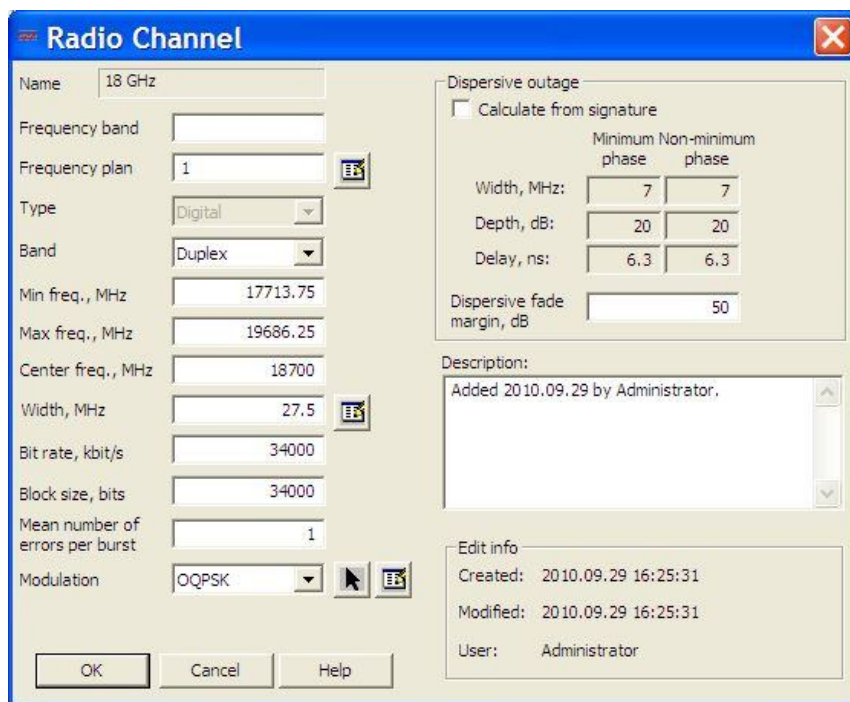 Radio Channel
Name 18 GHz
Frequency band
Frequency plan 1
Type Digital
Band Duplex
Min freq., MHz 17713.75
Max freq., MHz 19686.25
Center freq., MHz 18700
Width, MHz 27.5
Bit rate, kbit/s 34000
Block size, bits 34000
Mean number of
errors per burst 1
Modulation OQPSK
OK Cancel Help
Dispersive outage
Calculate from signature
Minimum Non-minimum
phase phase
Width, MHz: 7 7
Depth, dB: 20 20
Delay, ns: 6.3 6.3
Dispersive fade
margin, dB 50
Description:
Added 2010.09.29 by Administrator.
Edit info
Created: 2010.09.29 16:25:31
Modified: 2010.09.29 16:25:31
User: Administrator